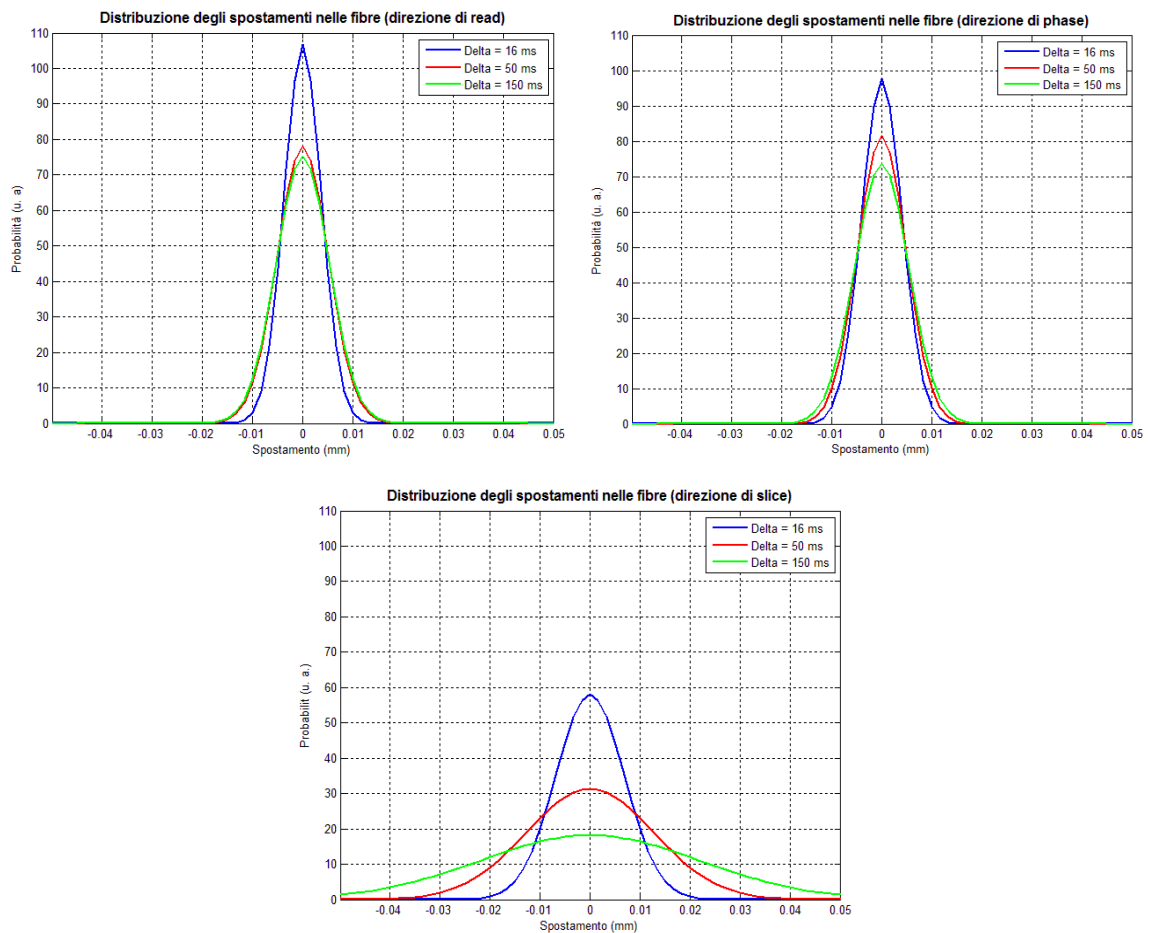 Distribuzione degli spostamenti nelle fibre (direzione di read)
110
100
90
80
70
60
50
40
30
20
10
0
Probabilità (u. a)
Delta = 16 ms
Delta = 50 ms
Delta = 150 ms
-0.04 -0.03 -0.02 -0.01 0 0.01 0.02 0.03 0.04 0.05
Spostamento (mm)
Distribuzione degli spostamenti nelle fibre (direzione di phase)
110
100
90
80
70
60
50
40
30
20
10
0
Probabilità (u. a.)
Delta = 16 ms
Delta = 50 ms
Delta = 150 ms
-0.04 -0.03 -0.02 -0.01 0 0.01 0.02 0.03 0.04 0.05
Spostamento (mm)
Distribuzione degli spostamenti nelle fibre (direzione di slice)
110
100
90
80
70
60
50
40
30
20
10
0
Probabilit (u. a.)
Delta = 16 ms
Delta = 50 ms
Delta = 150 ms
-0.04 -0.03 -0.02 -0.01 0 0.01 0.02 0.03 0.04 0.05
Spostamento (mm)